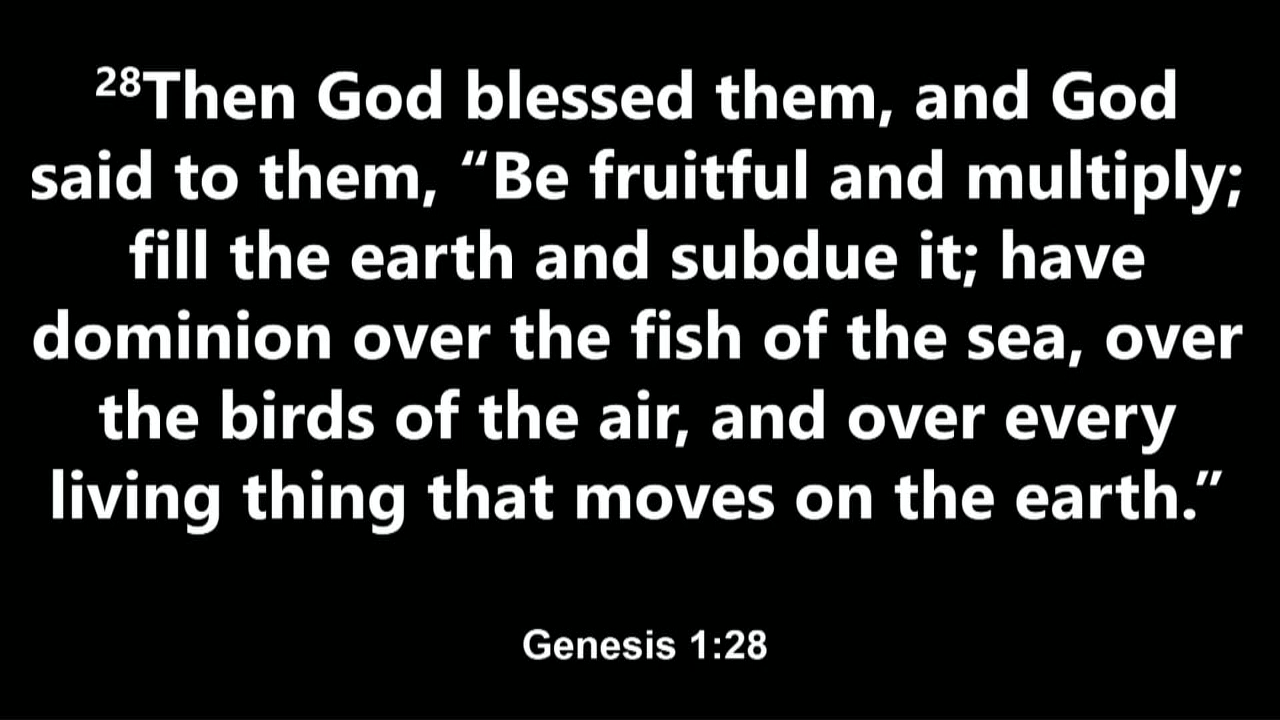 28Then God blessed them, and God
said to them, “Be fruitful and multiply;
fill the earth and subdue it; have
dominion over the fish of the sea, over
the birds of the air, and over every
living thing that moves on the earth.”
Genesis 1:28